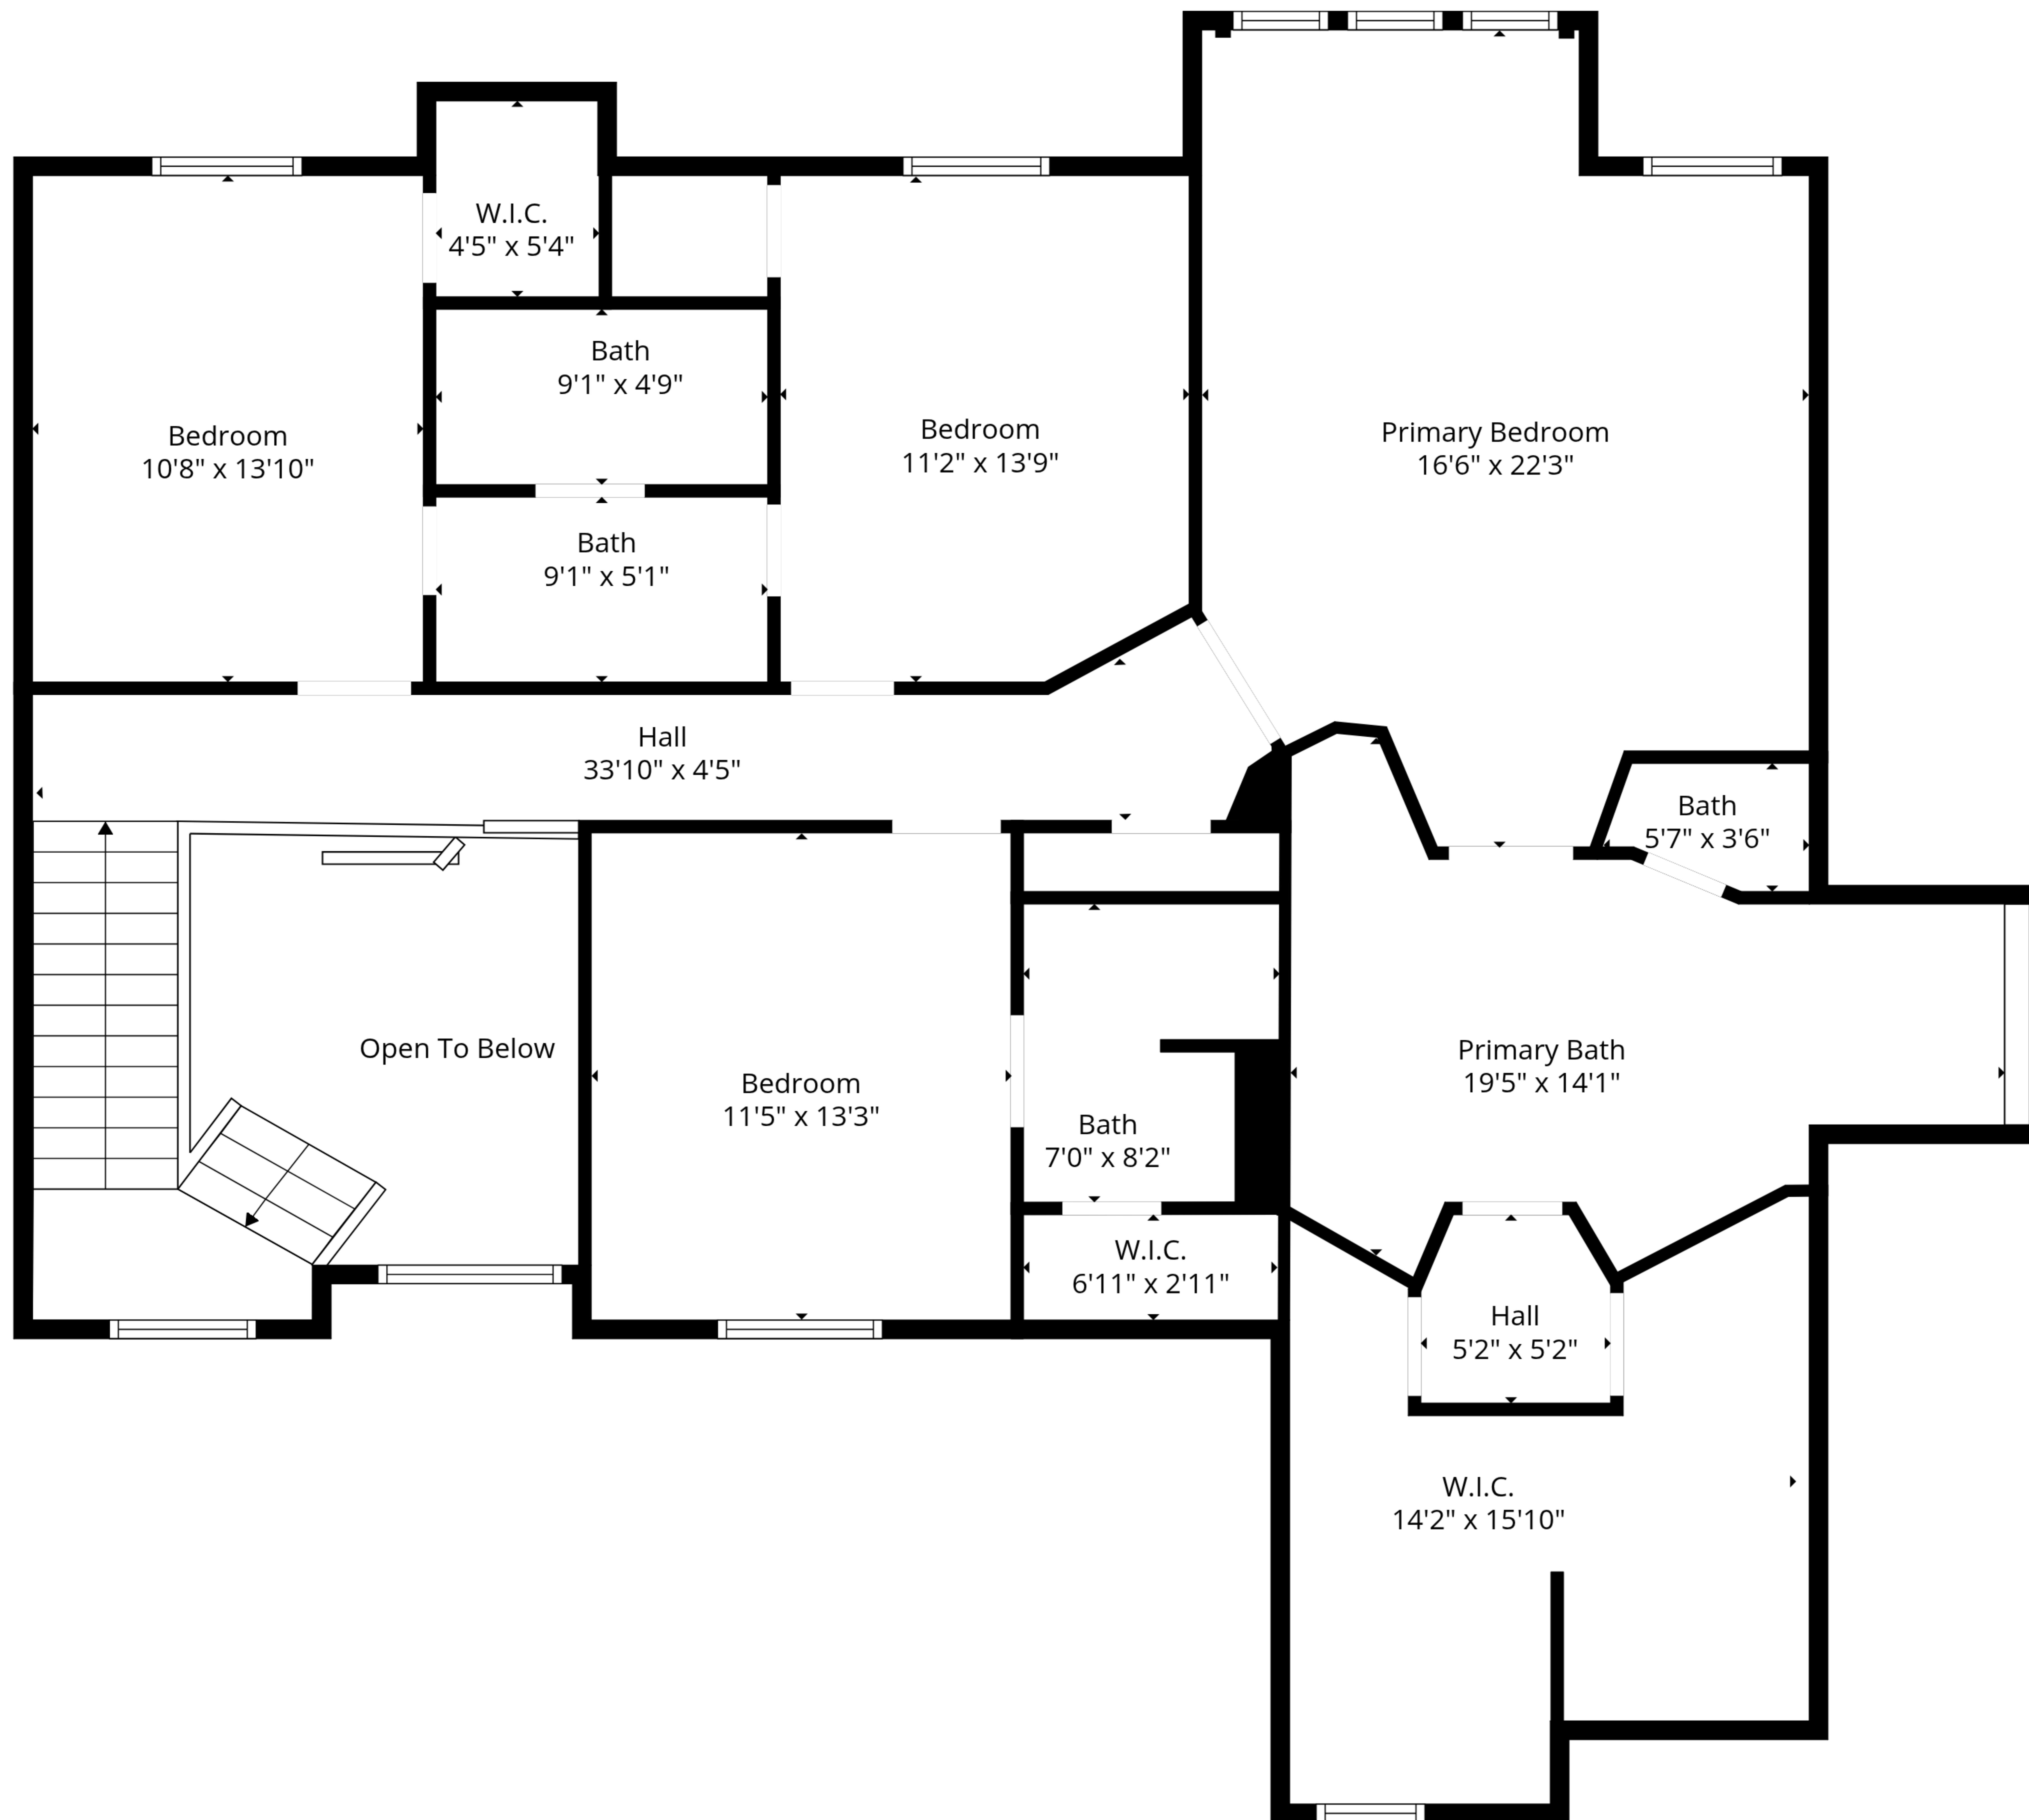 W.I.C.
4'5" x 5'4"
Bath
9'1" x 4'9"
Bedroom
10'8" x 13'10"
Bedroom
11'2" x 13'9"
Primary Bedroom
16'6" x 22'3"
Bath
9'1" x 5'1"
Hall
33'10" x 4'5"
Bath
5'7" x 3'6"
Open To Below
Bedroom
11'5" x 13'3"
Primary Bath
19'5" x 14'1"
Bath
7'0" x 8'2"
W.I.C.
6'11" x 2'11"
Hall
5'2" x 5'2"
W.I.C.
14'2" x 15'10"